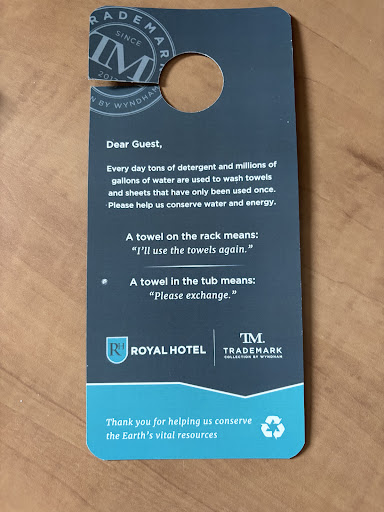 TRADEMARK
SINCE
TM
COLLECTION BY WYNDHAM
Dear Guest,
Every day tons of detergent and millions of
gallons of water are used to wash towels
and sheets that have only been used once.
Please help us conserve water and energy.
A towel on the rack means:
“I’ll use the towels again.”
A towel in the tub means:
“Please exchange.”
RH ROYAL HOTEL
TM.
TRADEMARK
COLLECTION BY WYNDHAM
Thank you for helping us conserve
the Earth’s vital resources